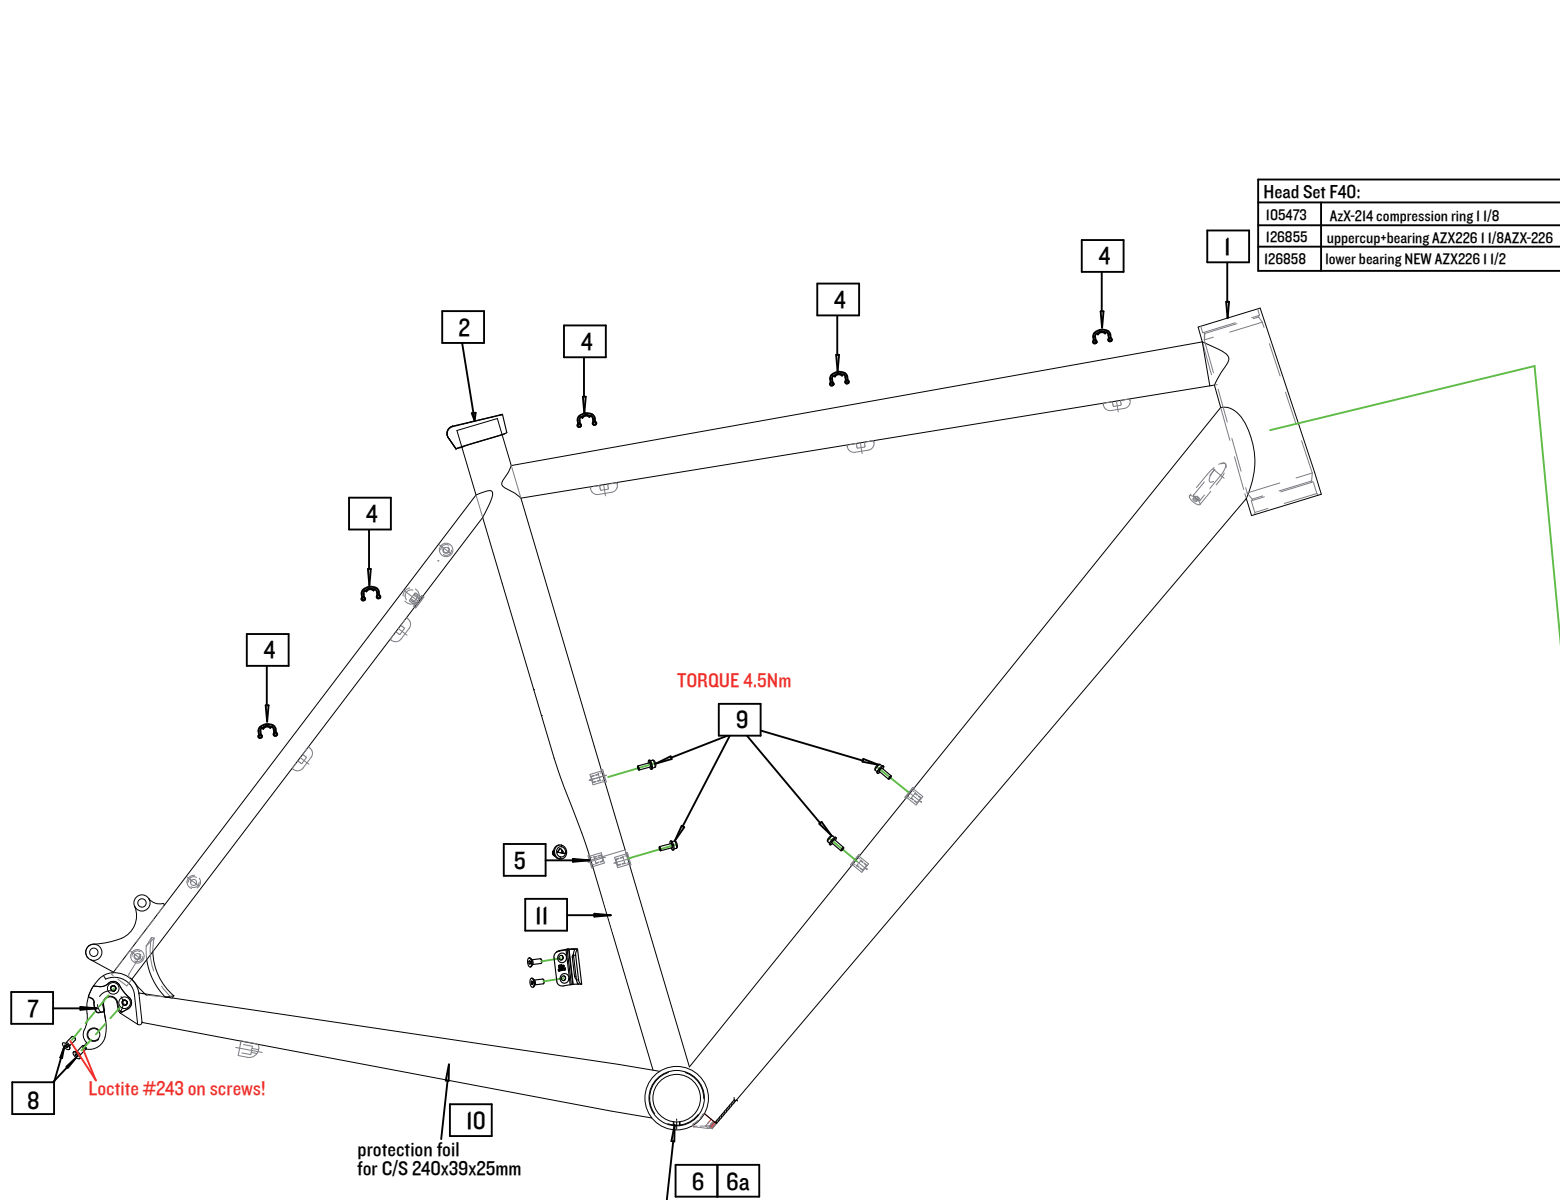 Head Set F40:
105473 AzX-214 compression ring 1 1/8
126855 uppercup+bearing AZX226 1 1/8AZX-226
126858 lower bearing NEW AZX226 1 1/2
1
4
4
4
2
4
4
TORQUE 4.5Nm
9
5
11
7
8
Loctite #243 on screws!
10
protection foil
for C/S 240x39x25mm
6 6a